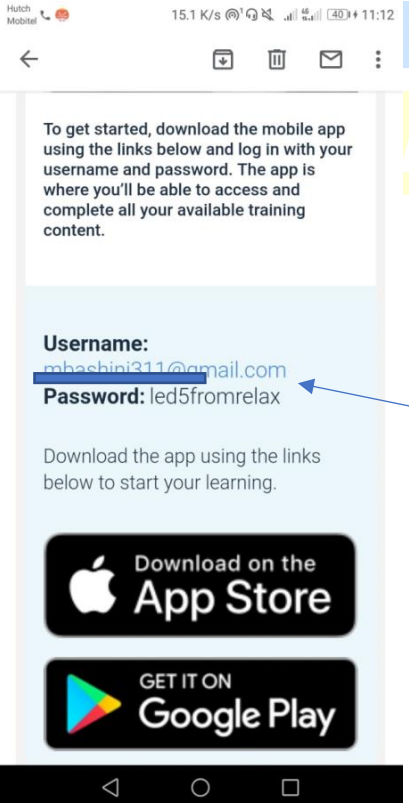 Hutch
Mobitel 15.1 K/s 40 11:12
To get started, download the mobile app
using the links below and log in with your
username and password. The app is
where you'll be able to access and
complete all your available training
content.
Username:
.com
Password: led5fromrelax
Download the app using the links
below to start your learning.
Download on the
App Store
GET IT ON
Google Play